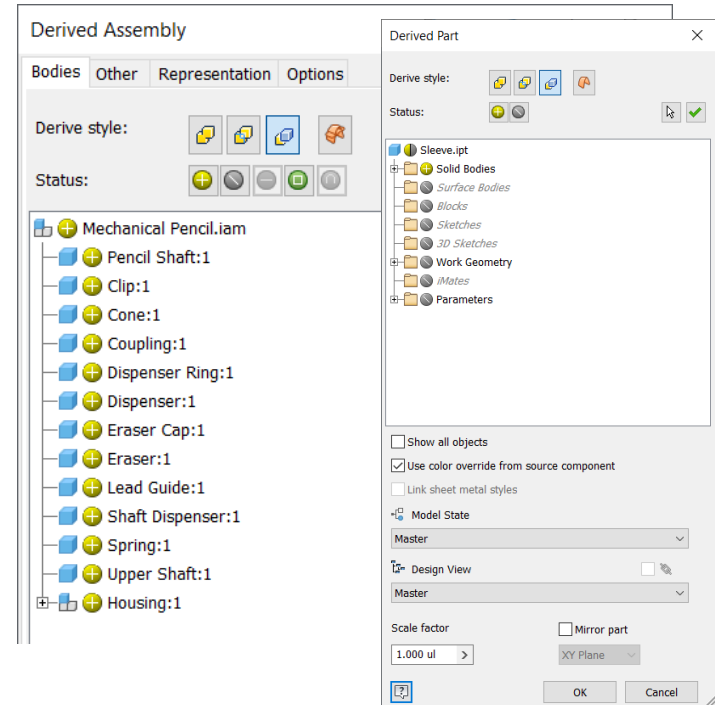 Derived Assembly
Bodies Other Representation Options
Derive style:
Status:
Mechanical Pencil.iam
Pencil Shaft:1
Clip:1
Cone:1
Coupling:1
Dispenser Ring:1
Dispenser:1
Eraser Cap:1
Eraser:1
Lead Guide:1
Shaft Dispenser:1
Spring:1
Upper Shaft:1
Housing:1
Derived Part
Derive style:
Status:
Sleeve.ipt
Solid Bodies
Surface Bodies
Blocks
Sketches
3D Sketches
Work Geometry
iMates
Parameters
Show all objects
Use color override from source component
Link sheet metal styles
Model State
Master
Design View
Master
Scale factor
Mirror part
1.000 ul
XY Plane
OK Cancel